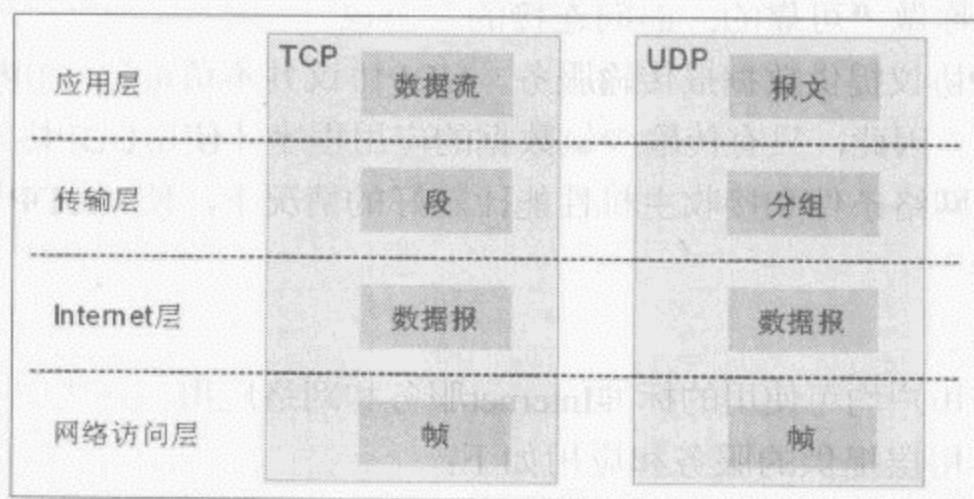 TCP UDP
应用层 数据流 报文
传输层 段 分组
Internet层 数据报 数据报
网络访问层 帧 帧